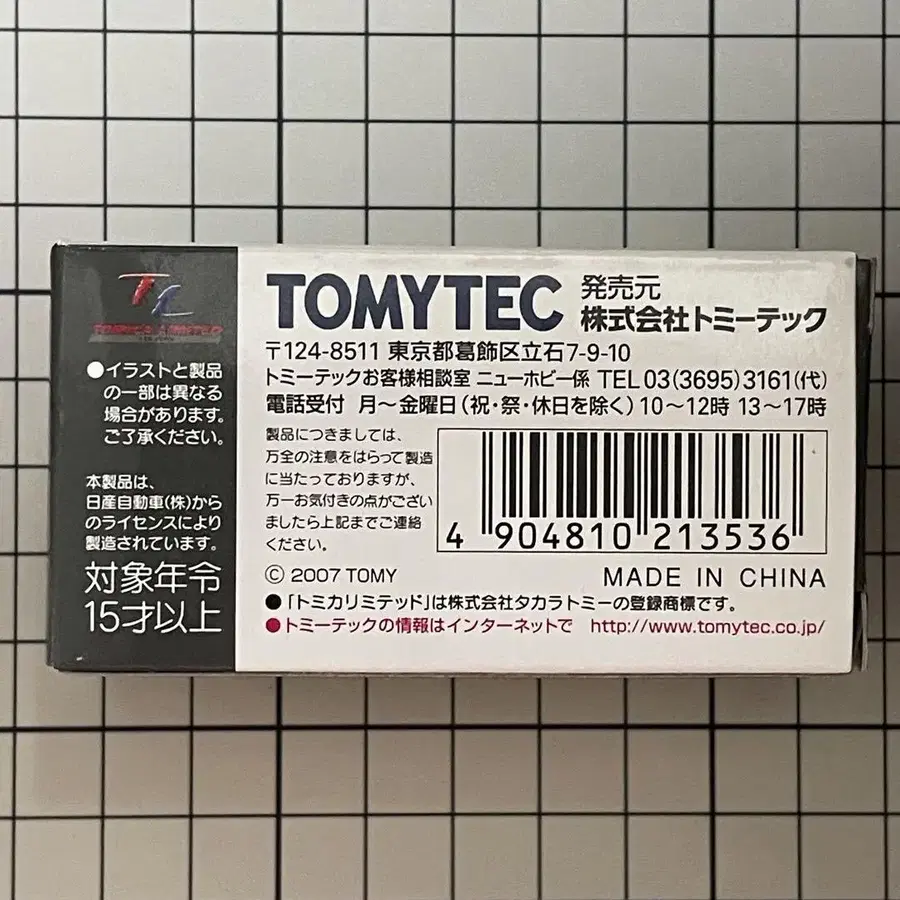 TL
TOMICA LIMITED
●イラストと製品
の一部は異なる
場合があります。
ご了承ください。
本製品は、
日産自動車(株)から
のライセンスにより
製造されています。
対象年令
15才以上
TOMYTEC 発売元
株式会社トミーテック
〒124-8511 東京都葛飾区立石7-9-10
トミーテックお客様相談室 ニューホビー係 TEL 03(3695)3161(代)
電話受付 月～金曜日(祝・祭・休日を除く) 10～12時 13～17時
製品につきましては、
万全の注意をはらって製造
に当たっておりますが、
万一お気付きの点がござい
ましたら上記までご連絡
ください。
4 904810 213536
© 2007 TOMY MADE IN CHINA
●「トミカリミテッド」は株式会社タカラトミーの登録商標です。
●トミーテックの情報はインターネットで http://www.tomytec.co.jp/